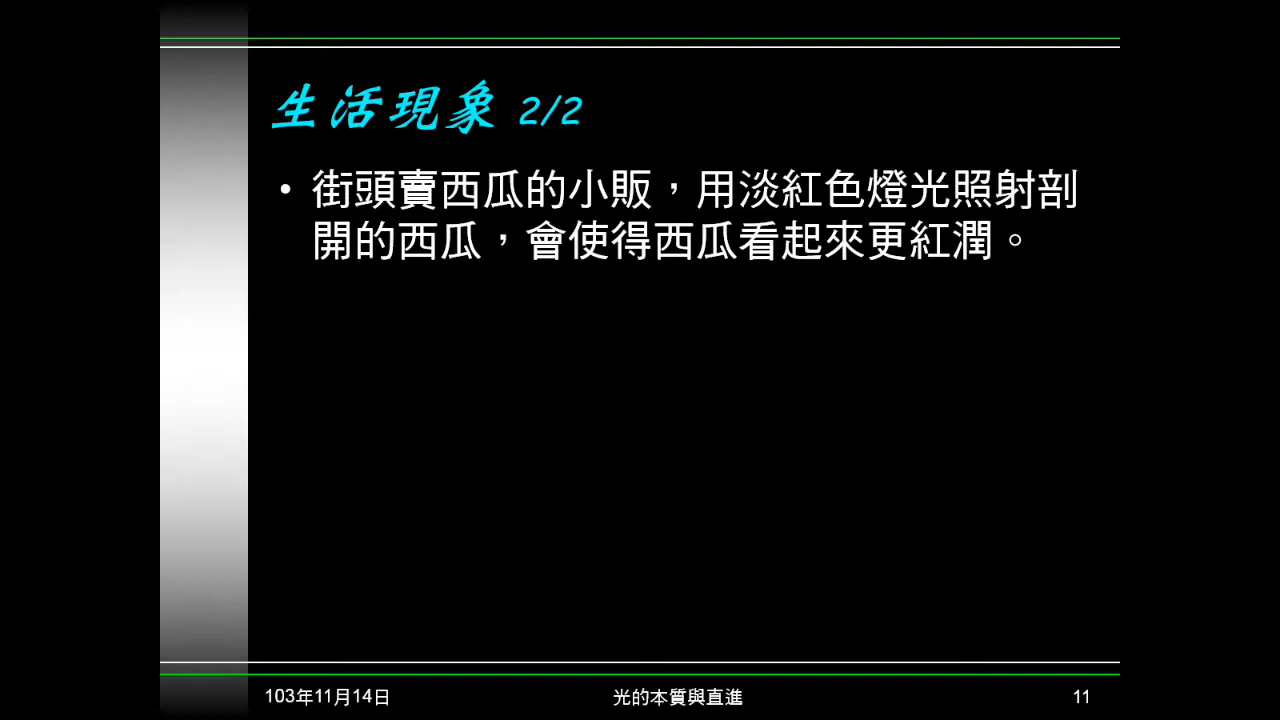 生活現象 2/2
• 街頭賣西瓜的小販，用淡紅色燈光照射剖
開的西瓜，會使得西瓜看起來更紅潤。
103年11月14日
光的本質與直進
11